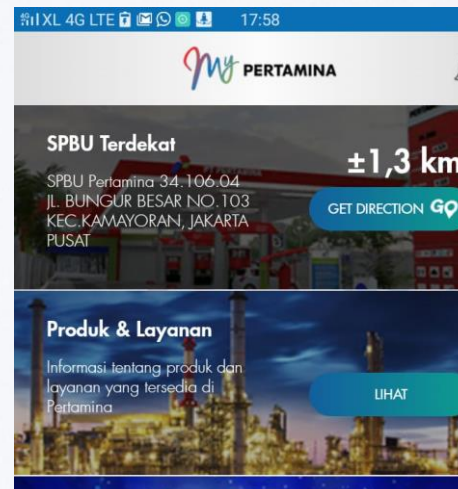 XL 4G LTE 17:58
My PERTAMINA
SPBU Terdekat
±1,3 km
SPBU Pertamina 34.106.04
JL. BUNGUR BESAR NO.103
KEC.KAMAYORAN, JAKARTA
PUSAT
GET DIRECTION GO
Produk & Layanan
Informasi tentang produk dan
layanan yang tersedia di
Pertamina
LIHAT